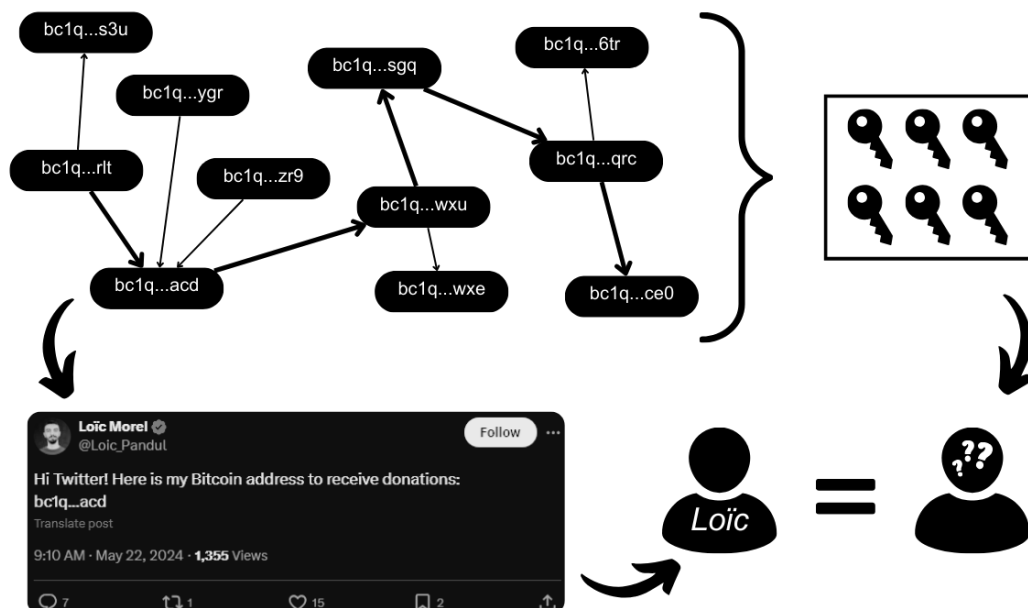 bc1q...s3u
bc1q...6tr
bc1q...sgq
bc1q...ygr
bc1q...rlt
bc1q...qrc
bc1q...zr9
bc1q...wxu
bc1q...acd
bc1q...wxe
bc1q...ce0
Loïc Morel
@Loic_Pandul
Follow
Hi Twitter! Here is my Bitcoin address to receive donations:
bc1q...acd
Translate post
9:10 AM · May 22, 2024 · 1,355 Views
7 1 15 2
Loïc
=
???